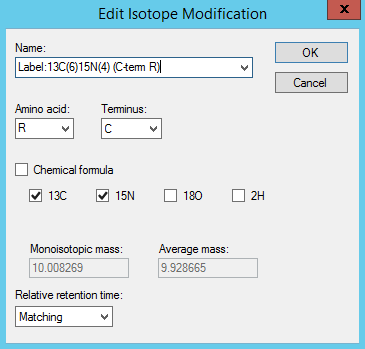 Edit Isotope Modification
x
Name:
Label:13C(6)15N(4) (C-term R)
OK
Cancel
Amino acid: Terminus:
R C
Chemical formula
13C 15N 18O 2H
Monoisotopic mass: Average mass:
10.008269 9.928665
Relative retention time:
Matching